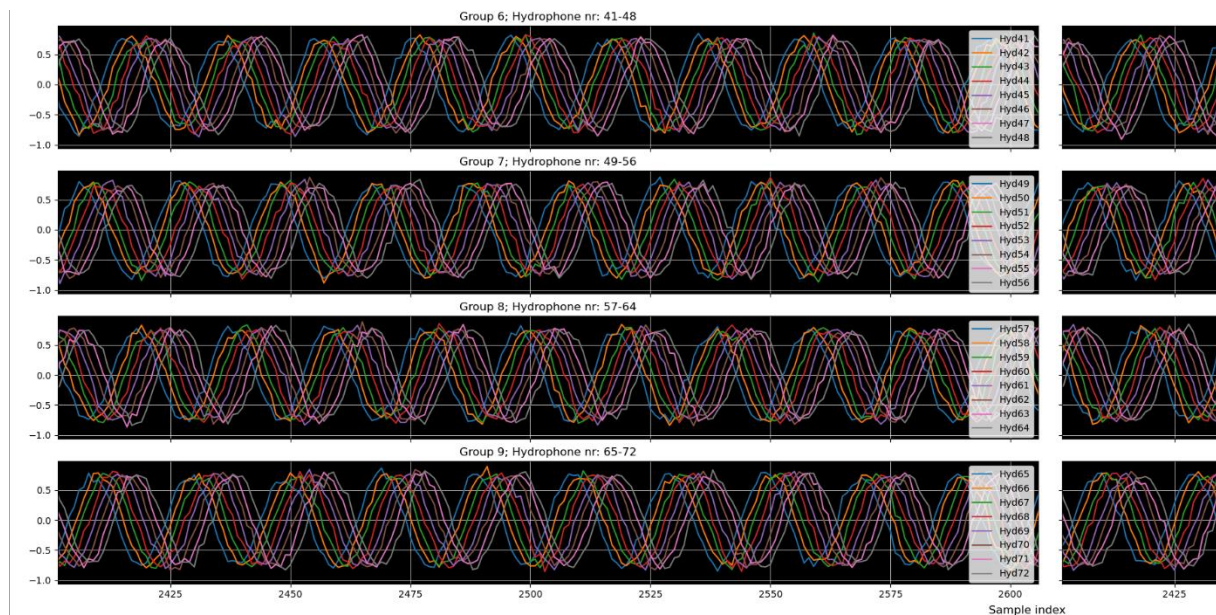 Group 6; Hydrophone nr: 41-48
0.5
0.0
−0.5
−1.0
Hyd41
Hyd42
Hyd43
Hyd44
Hyd45
Hyd46
Hyd47
Hyd48
Group 7; Hydrophone nr: 49-56
0.5
0.0
−0.5
−1.0
Hyd49
Hyd50
Hyd51
Hyd52
Hyd53
Hyd54
Hyd55
Hyd56
Group 8; Hydrophone nr: 57-64
0.5
0.0
−0.5
−1.0
Hyd57
Hyd58
Hyd59
Hyd60
Hyd61
Hyd62
Hyd63
Hyd64
Group 9; Hydrophone nr: 65-72
0.5
0.0
−0.5
−1.0
Hyd65
Hyd66
Hyd67
Hyd68
Hyd69
Hyd70
Hyd71
Hyd72
2425 2450 2475 2500 2525 2550 2575 2600 2425
Sample index